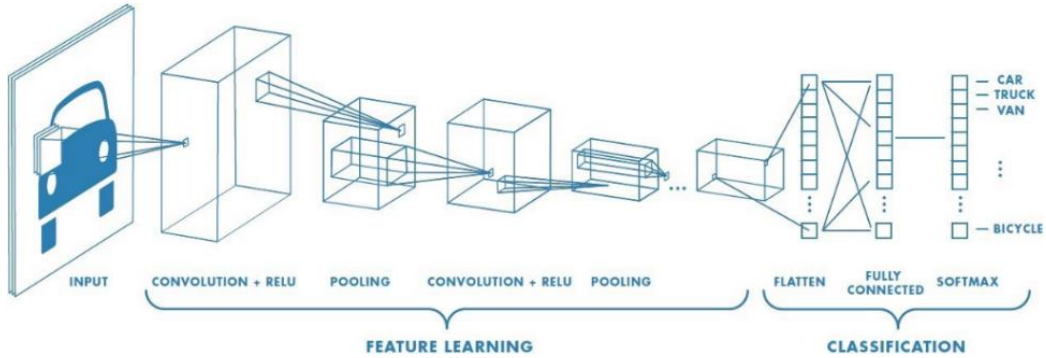 CAR
TRUCK
VAN
BICYCLE
INPUT
CONVOLUTION + RELU
POOLING
CONVOLUTION + RELU
POOLING
FLATTEN
FULLY
CONNECTED
SOFTMAX
FEATURE LEARNING
CLASSIFICATION